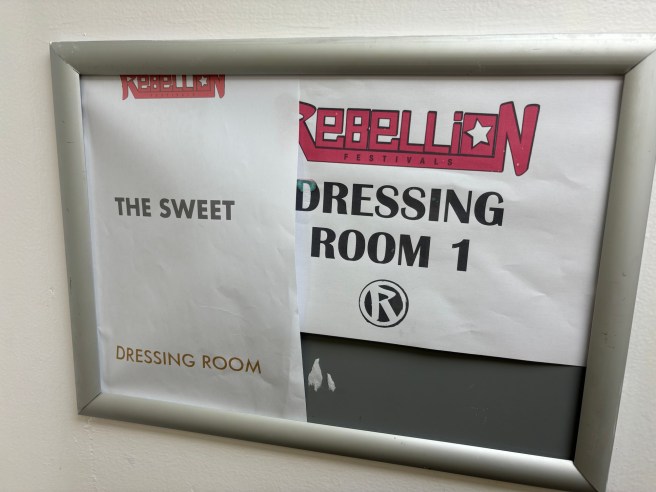 REBELLION
THE SWEET
DRESSING ROOM
REBELLION
FESTIVALS
DRESSING
ROOM 1
R